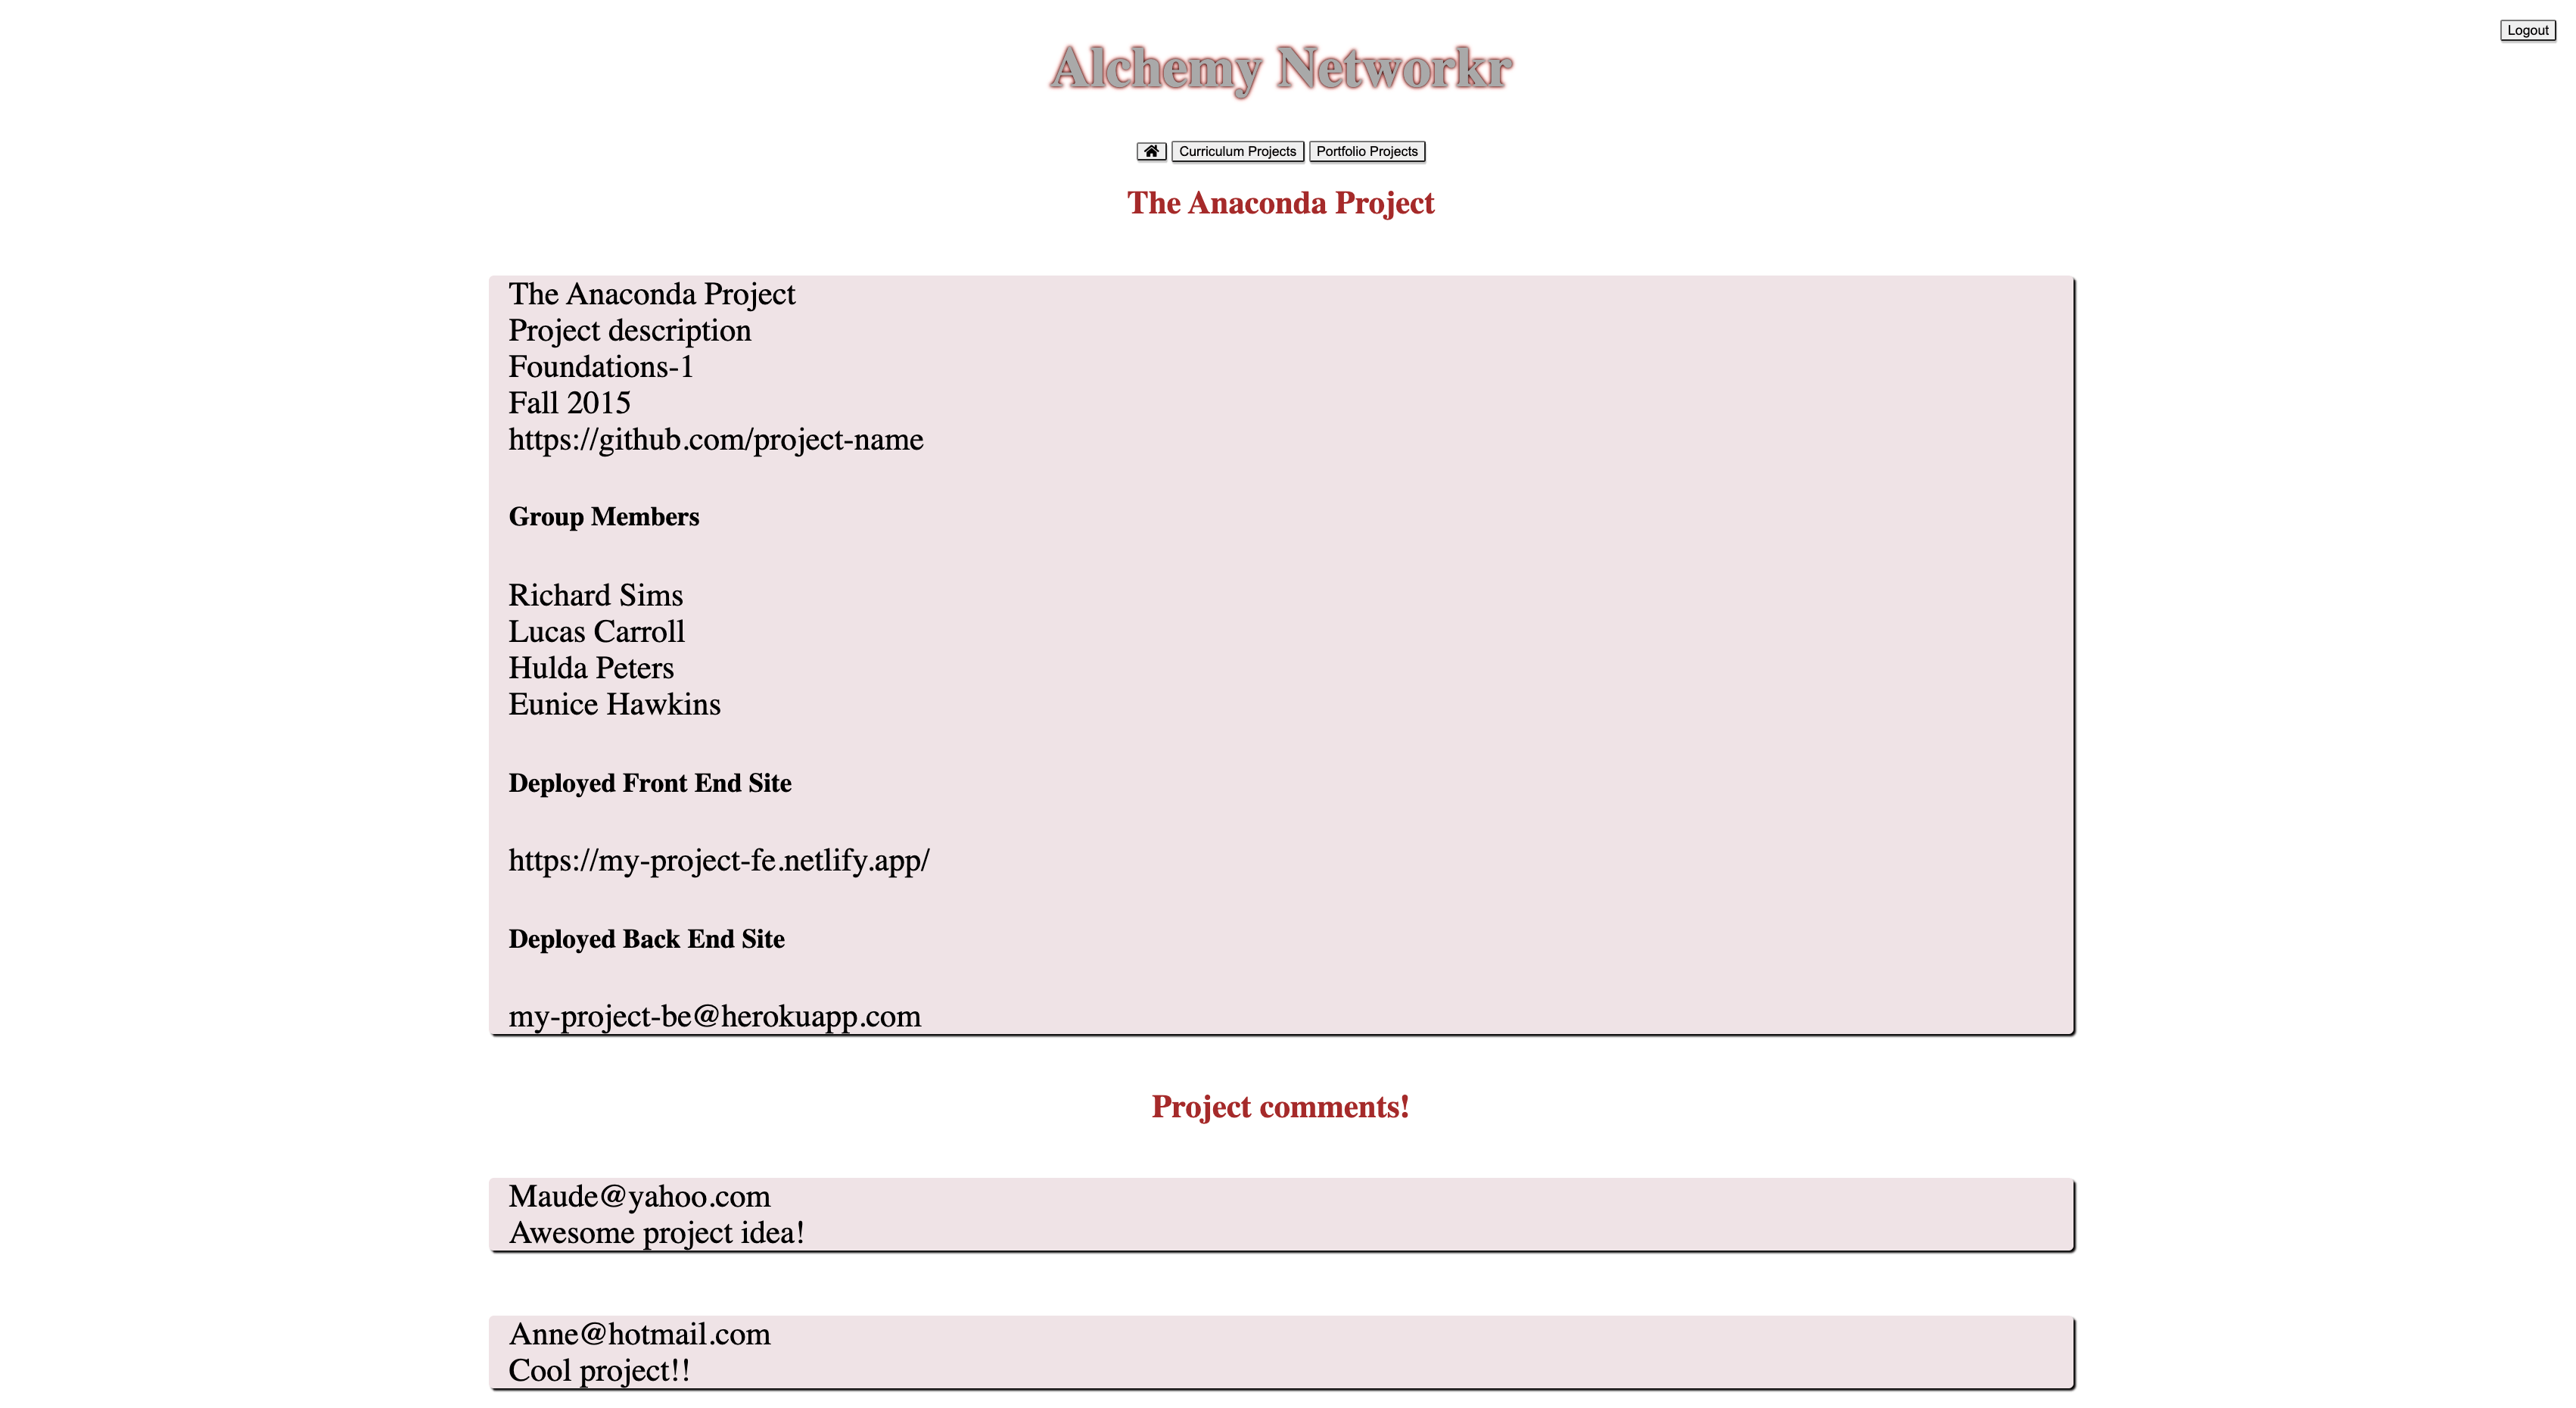 Logout
Alchemy Networkr
Curriculum Projects Portfolio Projects
The Anaconda Project
The Anaconda Project
Project description
Foundations-1
Fall 2015
https://github.com/project-name
Group Members
Richard Sims
Lucas Carroll
Hulda Peters
Eunice Hawkins
Deployed Front End Site
https://my-project-fe.netlify.app/
Deployed Back End Site
my-project-be@herokuapp.com
Project comments!
Maude@yahoo.com
Awesome project idea!
Anne@hotmail.com
Cool project!!